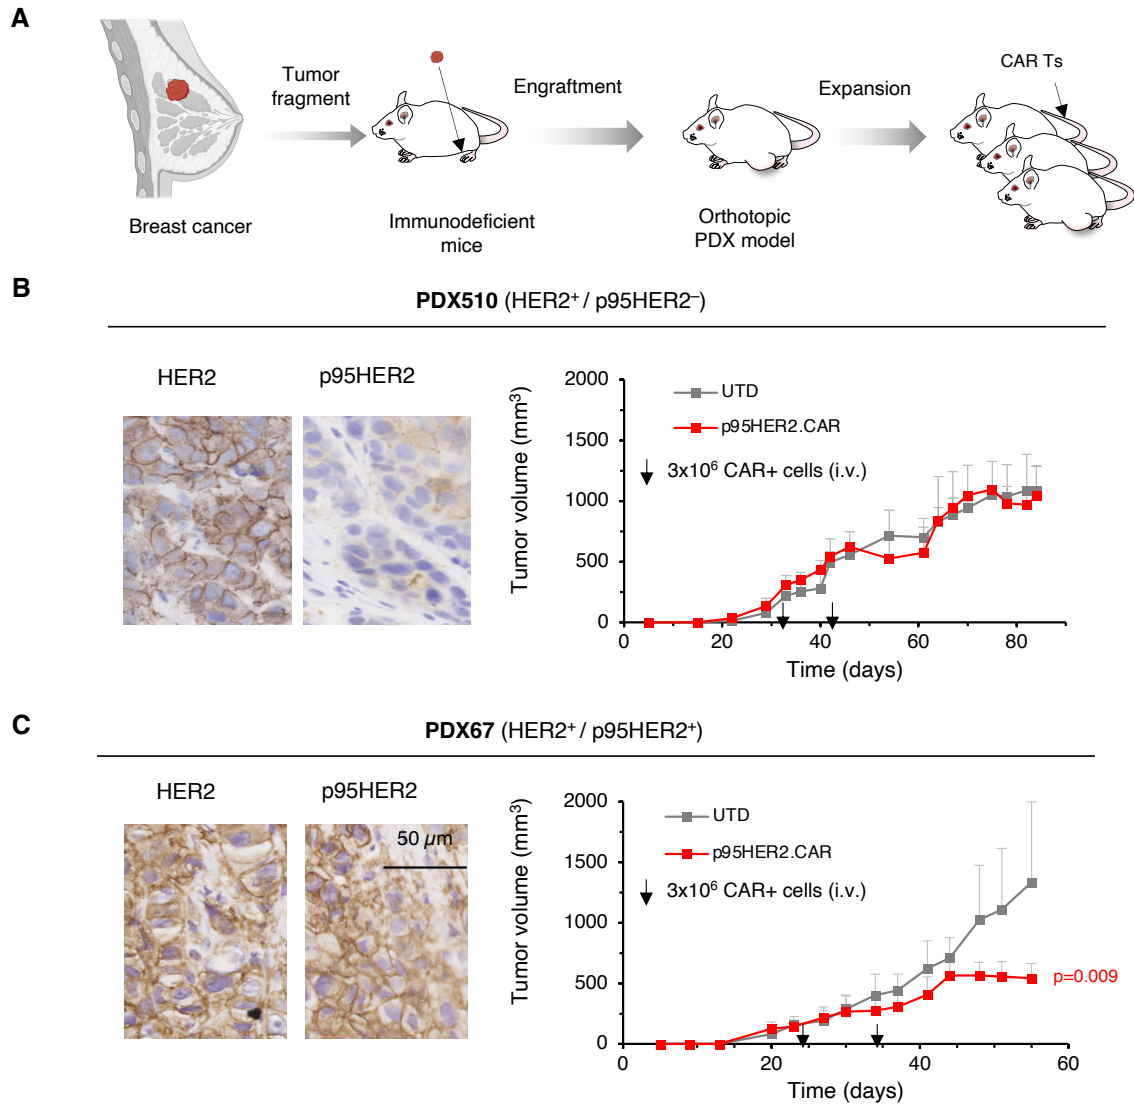 A
Tumor
fragment
Engraftment
Expansion
CAR Ts
Breast cancer
Immunodeficient
mice
Orthotopic
PDX model
B
PDX510 (HER2⁺ / p95HER2⁻)
HER2
p95HER2
Tumor volume (mm³)
2000
1500
1000
500
0
UTD
p95HER2.CAR
3x10⁶ CAR+ cells (i.v.)
0 20 40 60 80
Time (days)
C
PDX67 (HER2⁺ / p95HER2⁺)
HER2
p95HER2
50 µm
Tumor volume (mm³)
2000
1000
500
0
UTD
p95HER2.CAR
3x10⁶ CAR+ cells (i.v.)
p=0.009
0 20 40 60
Time (days)